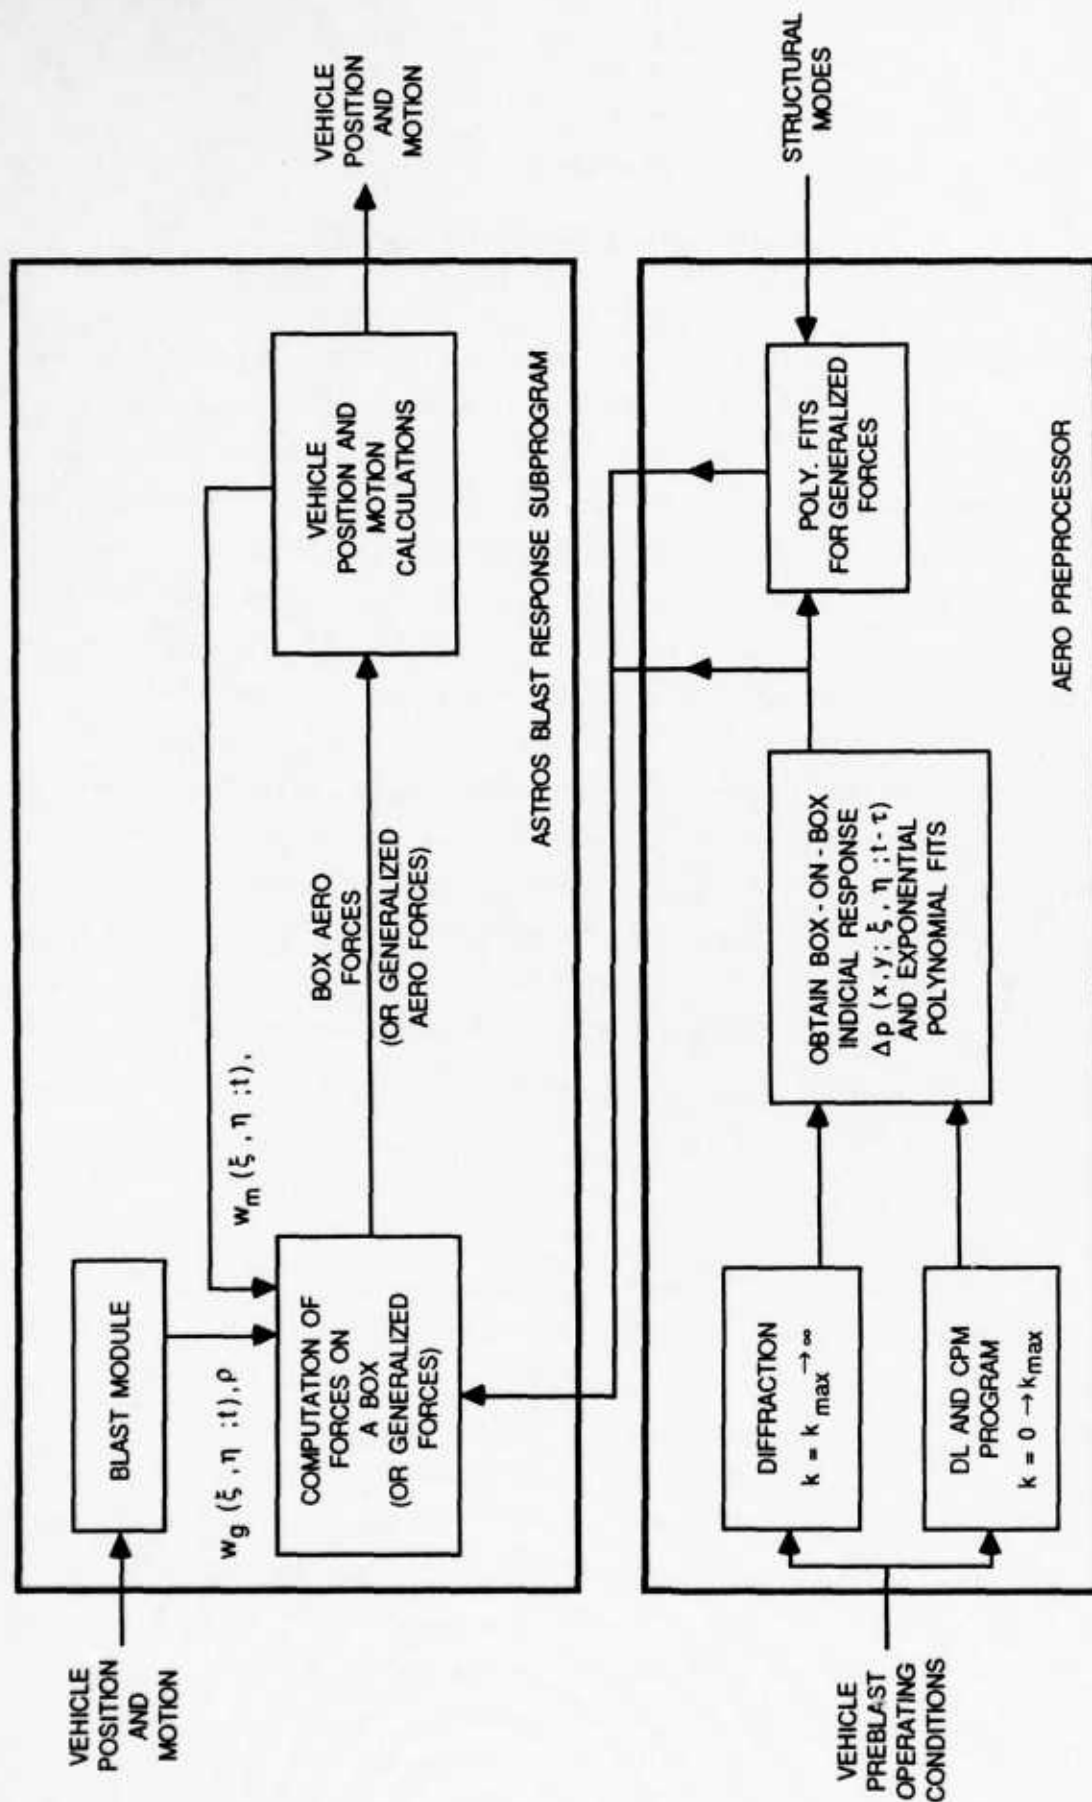 VEHICLE
POSITION
AND
MOTION
BLAST MODULE
w_g (ξ , η ;t),ρ
w_m (ξ , η ;t),
COMPUTATION OF
FORCES ON
A BOX
(OR GENERALIZED
FORCES)
BOX AERO
FORCES
(OR GENERALIZED
AERO FORCES)
VEHICLE
POSITION AND
MOTION
CALCULATIONS
VEHICLE
POSITION
AND
MOTION
ASTROS BLAST RESPONSE SUBPROGRAM
VEHICLE
PREBLAST
OPERATING
CONDITIONS
DIFFRACTION
k = k_max → ∞
DL AND CPM
PROGRAM
k = 0 → k_max
OBTAIN BOX - ON - BOX
INDICIAL RESPONSE
Δp (x, y; ξ, η ; t - τ)
AND EXPONENTIAL
POLYNOMIAL FITS
POLY. FITS
FOR GENERALIZED
FORCES
STRUCTURAL
MODES
AERO PREPROCESSOR